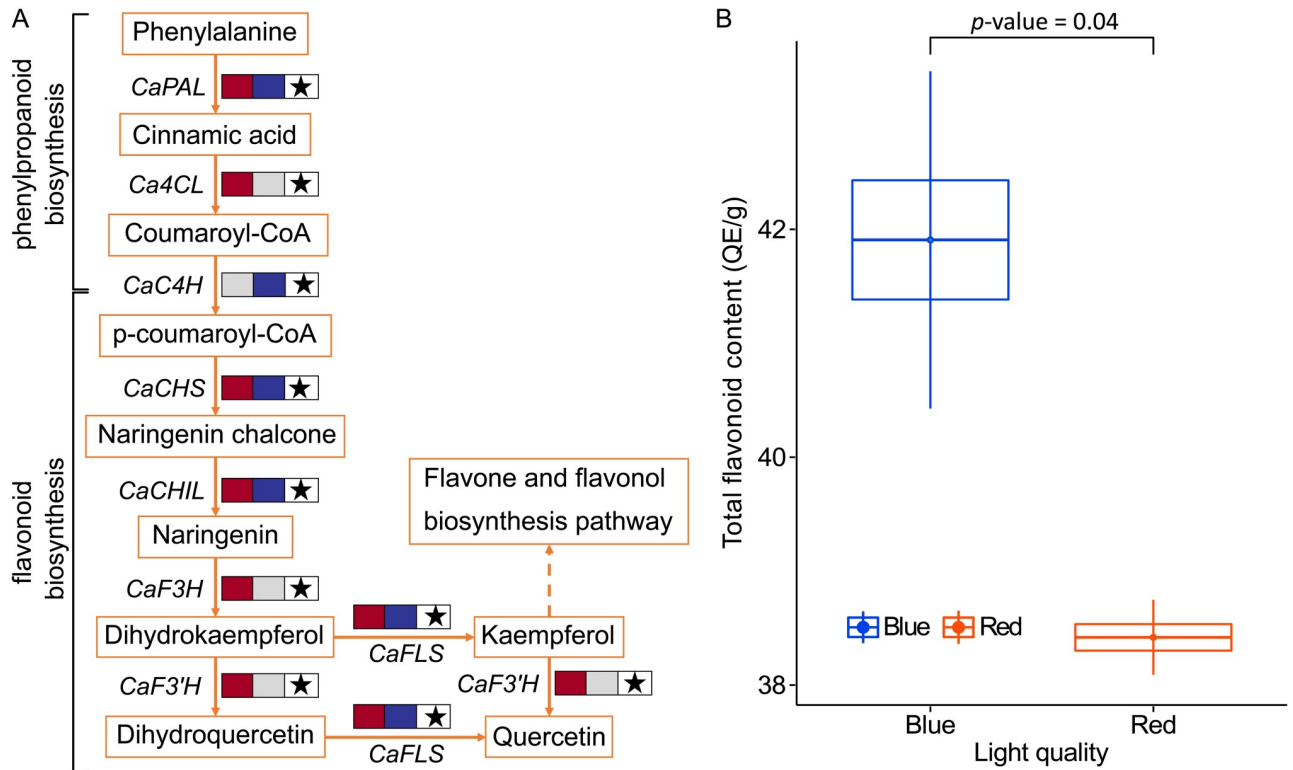 A
phenylpropanoid
biosynthesis
flavonoid
biosynthesis
Phenylalanine
CaPAL
Cinnamic acid
Ca4CL
Coumaroyl-CoA
CaC4H
p-coumaroyl-CoA
CaCHS
Naringenin chalcone
CaCHIL
Naringenin
CaF3H
Dihydrokaempferol
CaFLS
Kaempferol
Flavone and flavonol
biosynthesis pathway
CaF3'H
CaF3'H
Dihydroquercetin
CaFLS
Quercetin
B
p-value = 0.04
Total flavonoid content (QE/g)
42
40
38
Blue
Red
Blue
Red
Light quality